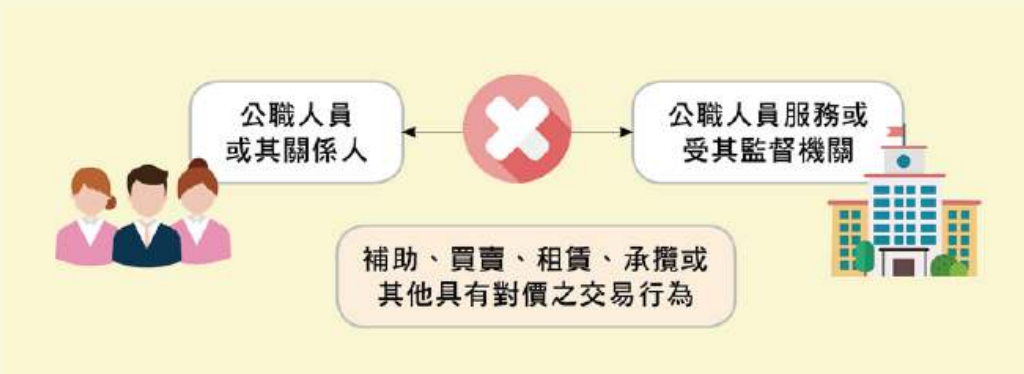 公職人員
或其關係人
公職人員服務或
受其監督機關
補助、買賣、租賃、承攬或
其他具有對價之交易行為